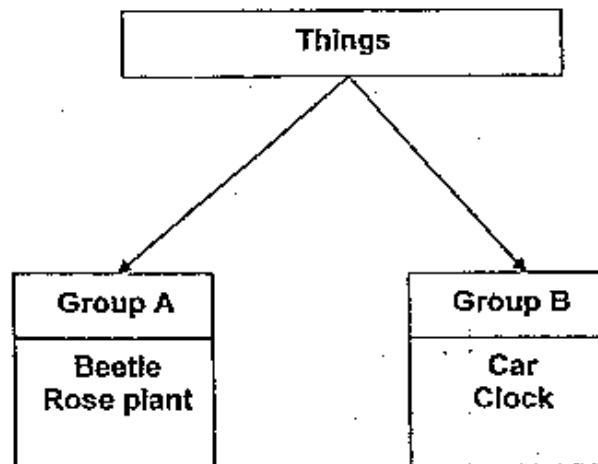 Things
Group A
Beetle
Rose plant
Group B
Car
Clock